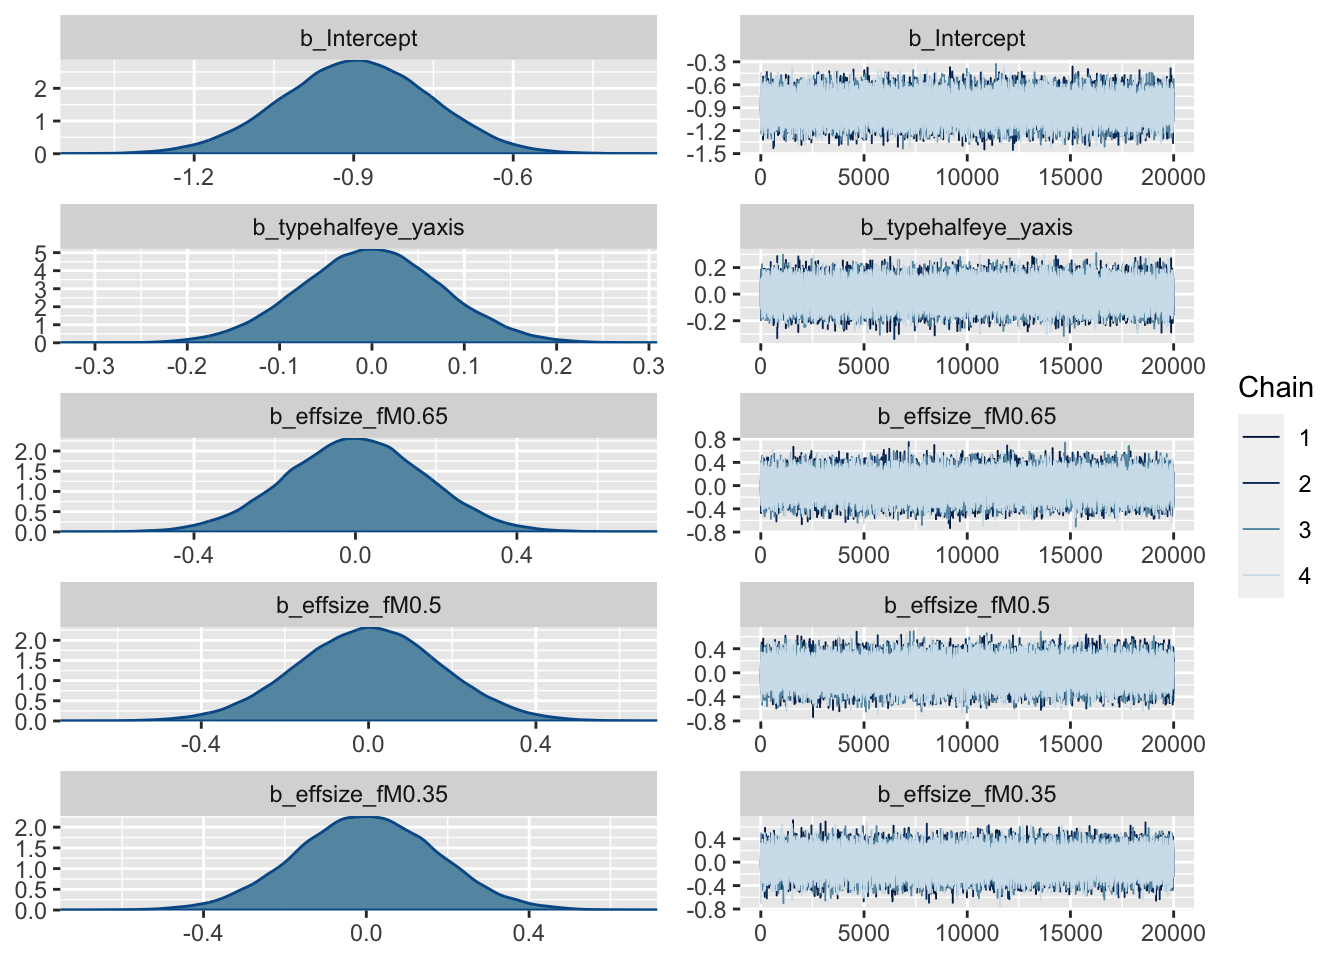 b_Intercept
2
1
0
-1.2 -0.9 -0.6
b_Intercept
-0.3
-0.6
-0.9
-1.2
-1.5
0 5000 10000 15000 20000
b_typehalfeye_yaxis
5
4
3
2
1
0
-0.3 -0.2 -0.1 0.0 0.1 0.2 0.3
b_typehalfeye_yaxis
0.2
0.0
-0.2
0 5000 10000 15000 20000
b_effsize_fM0.65
2.0
1.5
1.0
0.5
0.0
-0.4 0.0 0.4
b_effsize_fM0.65
0.8
0.4
0.0
-0.4
-0.8
0 5000 10000 15000 20000
b_effsize_fM0.5
2.0
1.5
1.0
0.5
0.0
-0.4 0.0 0.4
b_effsize_fM0.5
0.4
0.0
-0.4
-0.8
0 5000 10000 15000 20000
b_effsize_fM0.35
2.0
1.5
1.0
0.5
0.0
-0.4 0.0 0.4
b_effsize_fM0.35
0.4
0.0
-0.4
-0.8
0 5000 10000 15000 20000
Chain
1
2
3
4